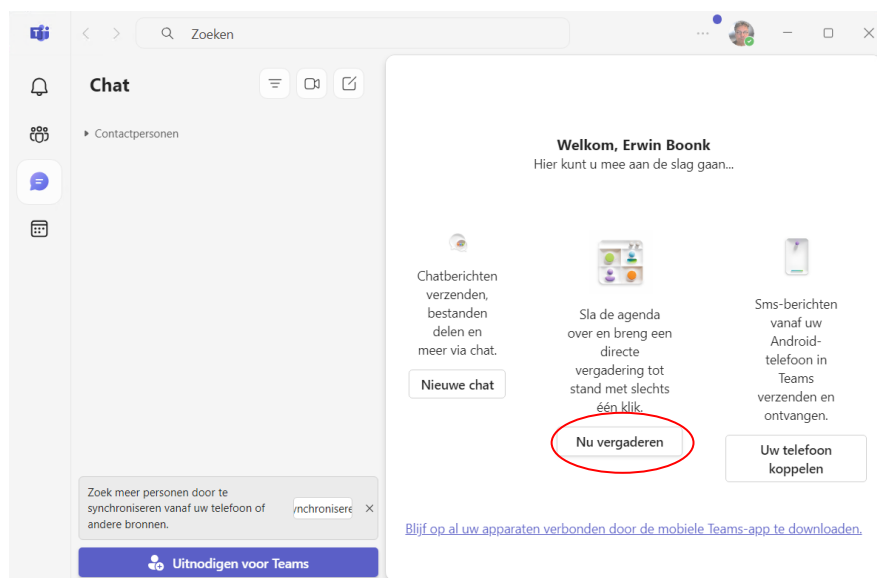 Zoeken
Chat
Contactpersonen
Welkom, Erwin Boonk
Hier kunt u mee aan de slag gaan...
Chatberichten
verzenden,
bestanden
delen en
meer via chat.
Nieuwe chat
Sla de agenda
over en breng een
directe
vergadering tot
stand met slechts
één klik.
Nu vergaderen
Sms-berichten
vanaf uw
Android-
telefoon in
Teams
verzenden en
ontvangen.
Uw telefoon
koppelen
Zoek meer personen door te
synchroniseren vanaf uw telefoon of
andere bronnen.
ynchronisere
Uitnodigen voor Teams
Blijf op al uw apparaten verbonden door de mobiele Teams-app te downloaden.